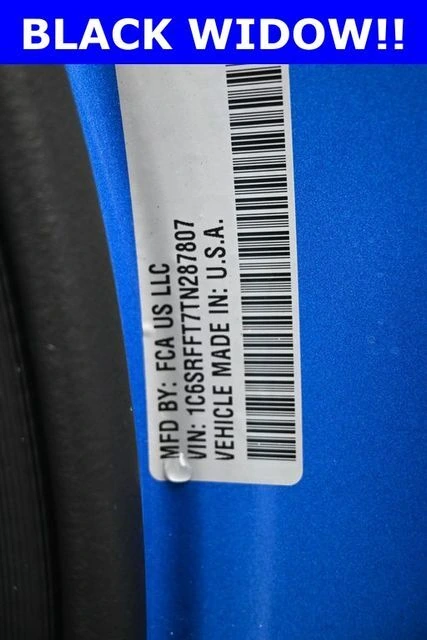 BLACK WIDOW!!
MFD BY: FCA US LLC
VIN: 1C6SRFFT7TN287807
VEHICLE MADE IN: U.S.A.